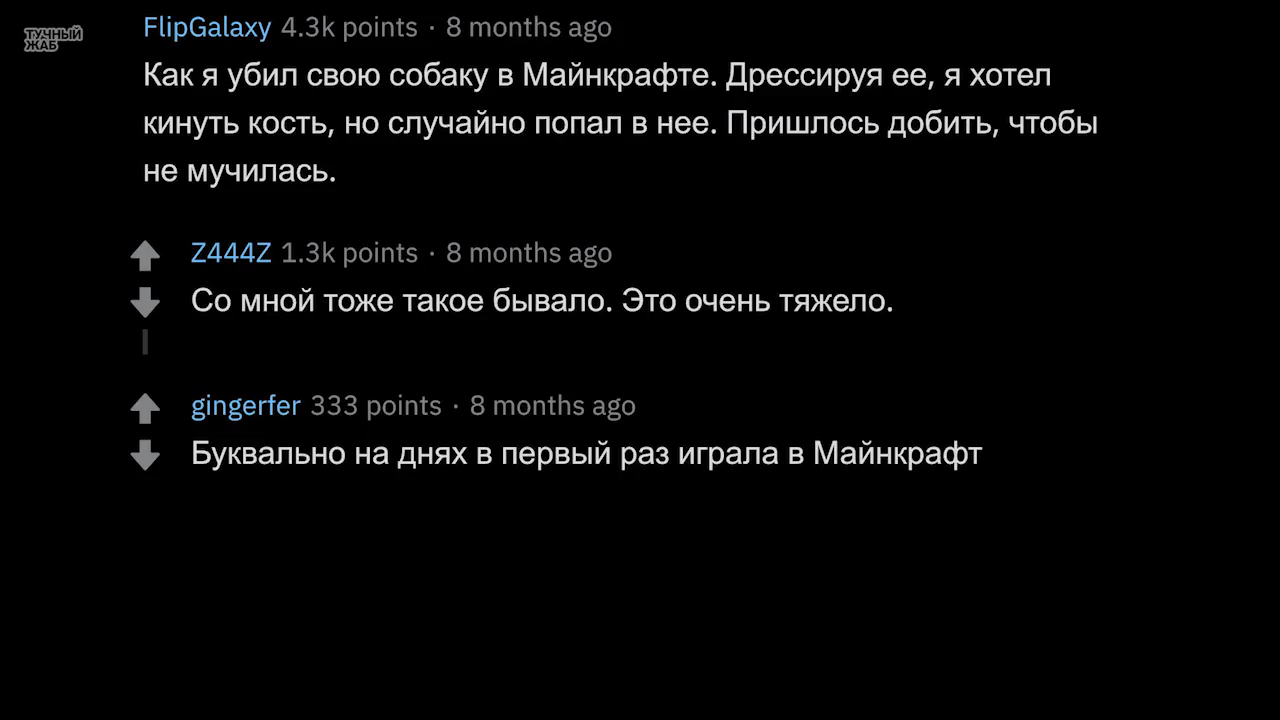 ТУЧНЫЙ
ЖАБ
FlipGalaxy 4.3k points · 8 months ago
Как я убил свою собаку в Майнкрафте. Дрессируя ее, я хотел
кинуть кость, но случайно попал в нее. Пришлось добить, чтобы
не мучилась.
Z444Z 1.3k points · 8 months ago
Со мной тоже такое бывало. Это очень тяжело.
gingerfer 333 points · 8 months ago
Буквально на днях в первый раз играла в Майнкрафт